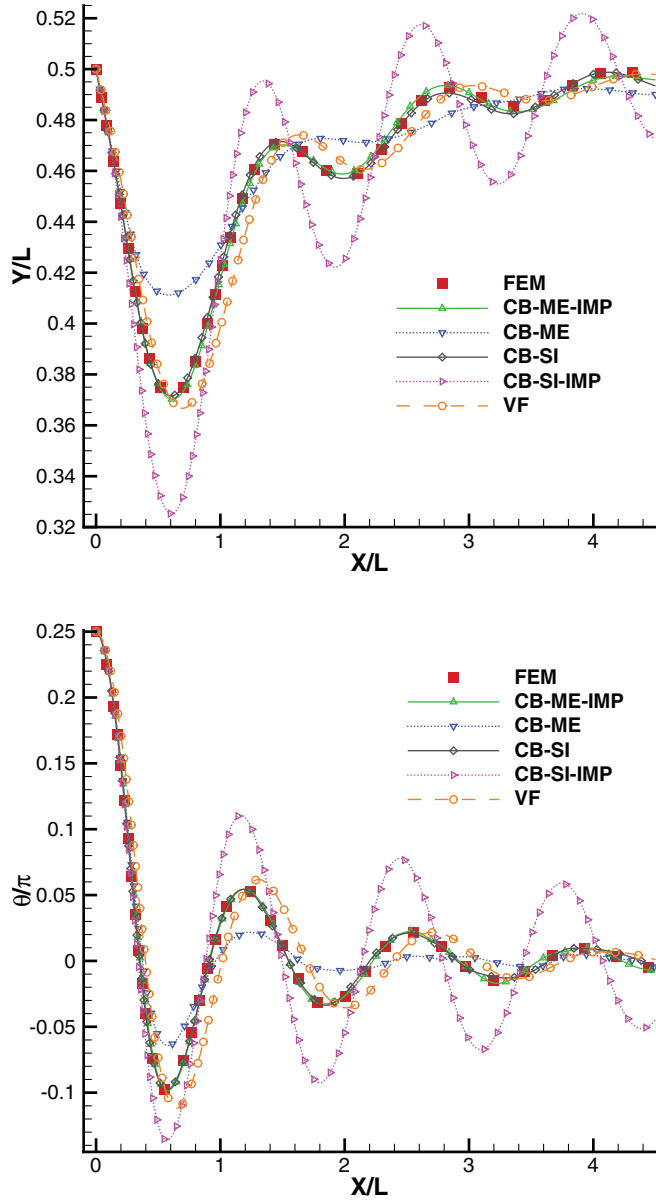 0.52
0.5
0.48
0.46
0.44
0.42
0.4
0.38
0.36
0.34
0.32
Y/L
FEM
CB-ME-IMP
CB-ME
CB-SI
CB-SI-IMP
VF
0 1 2 3 4
X/L
0.25
0.2
0.15
0.1
0.05
0
-0.05
-0.1
θ/π
FEM
CB-ME-IMP
CB-ME
CB-SI
CB-SI-IMP
VF
0 1 2 3 4
X/L